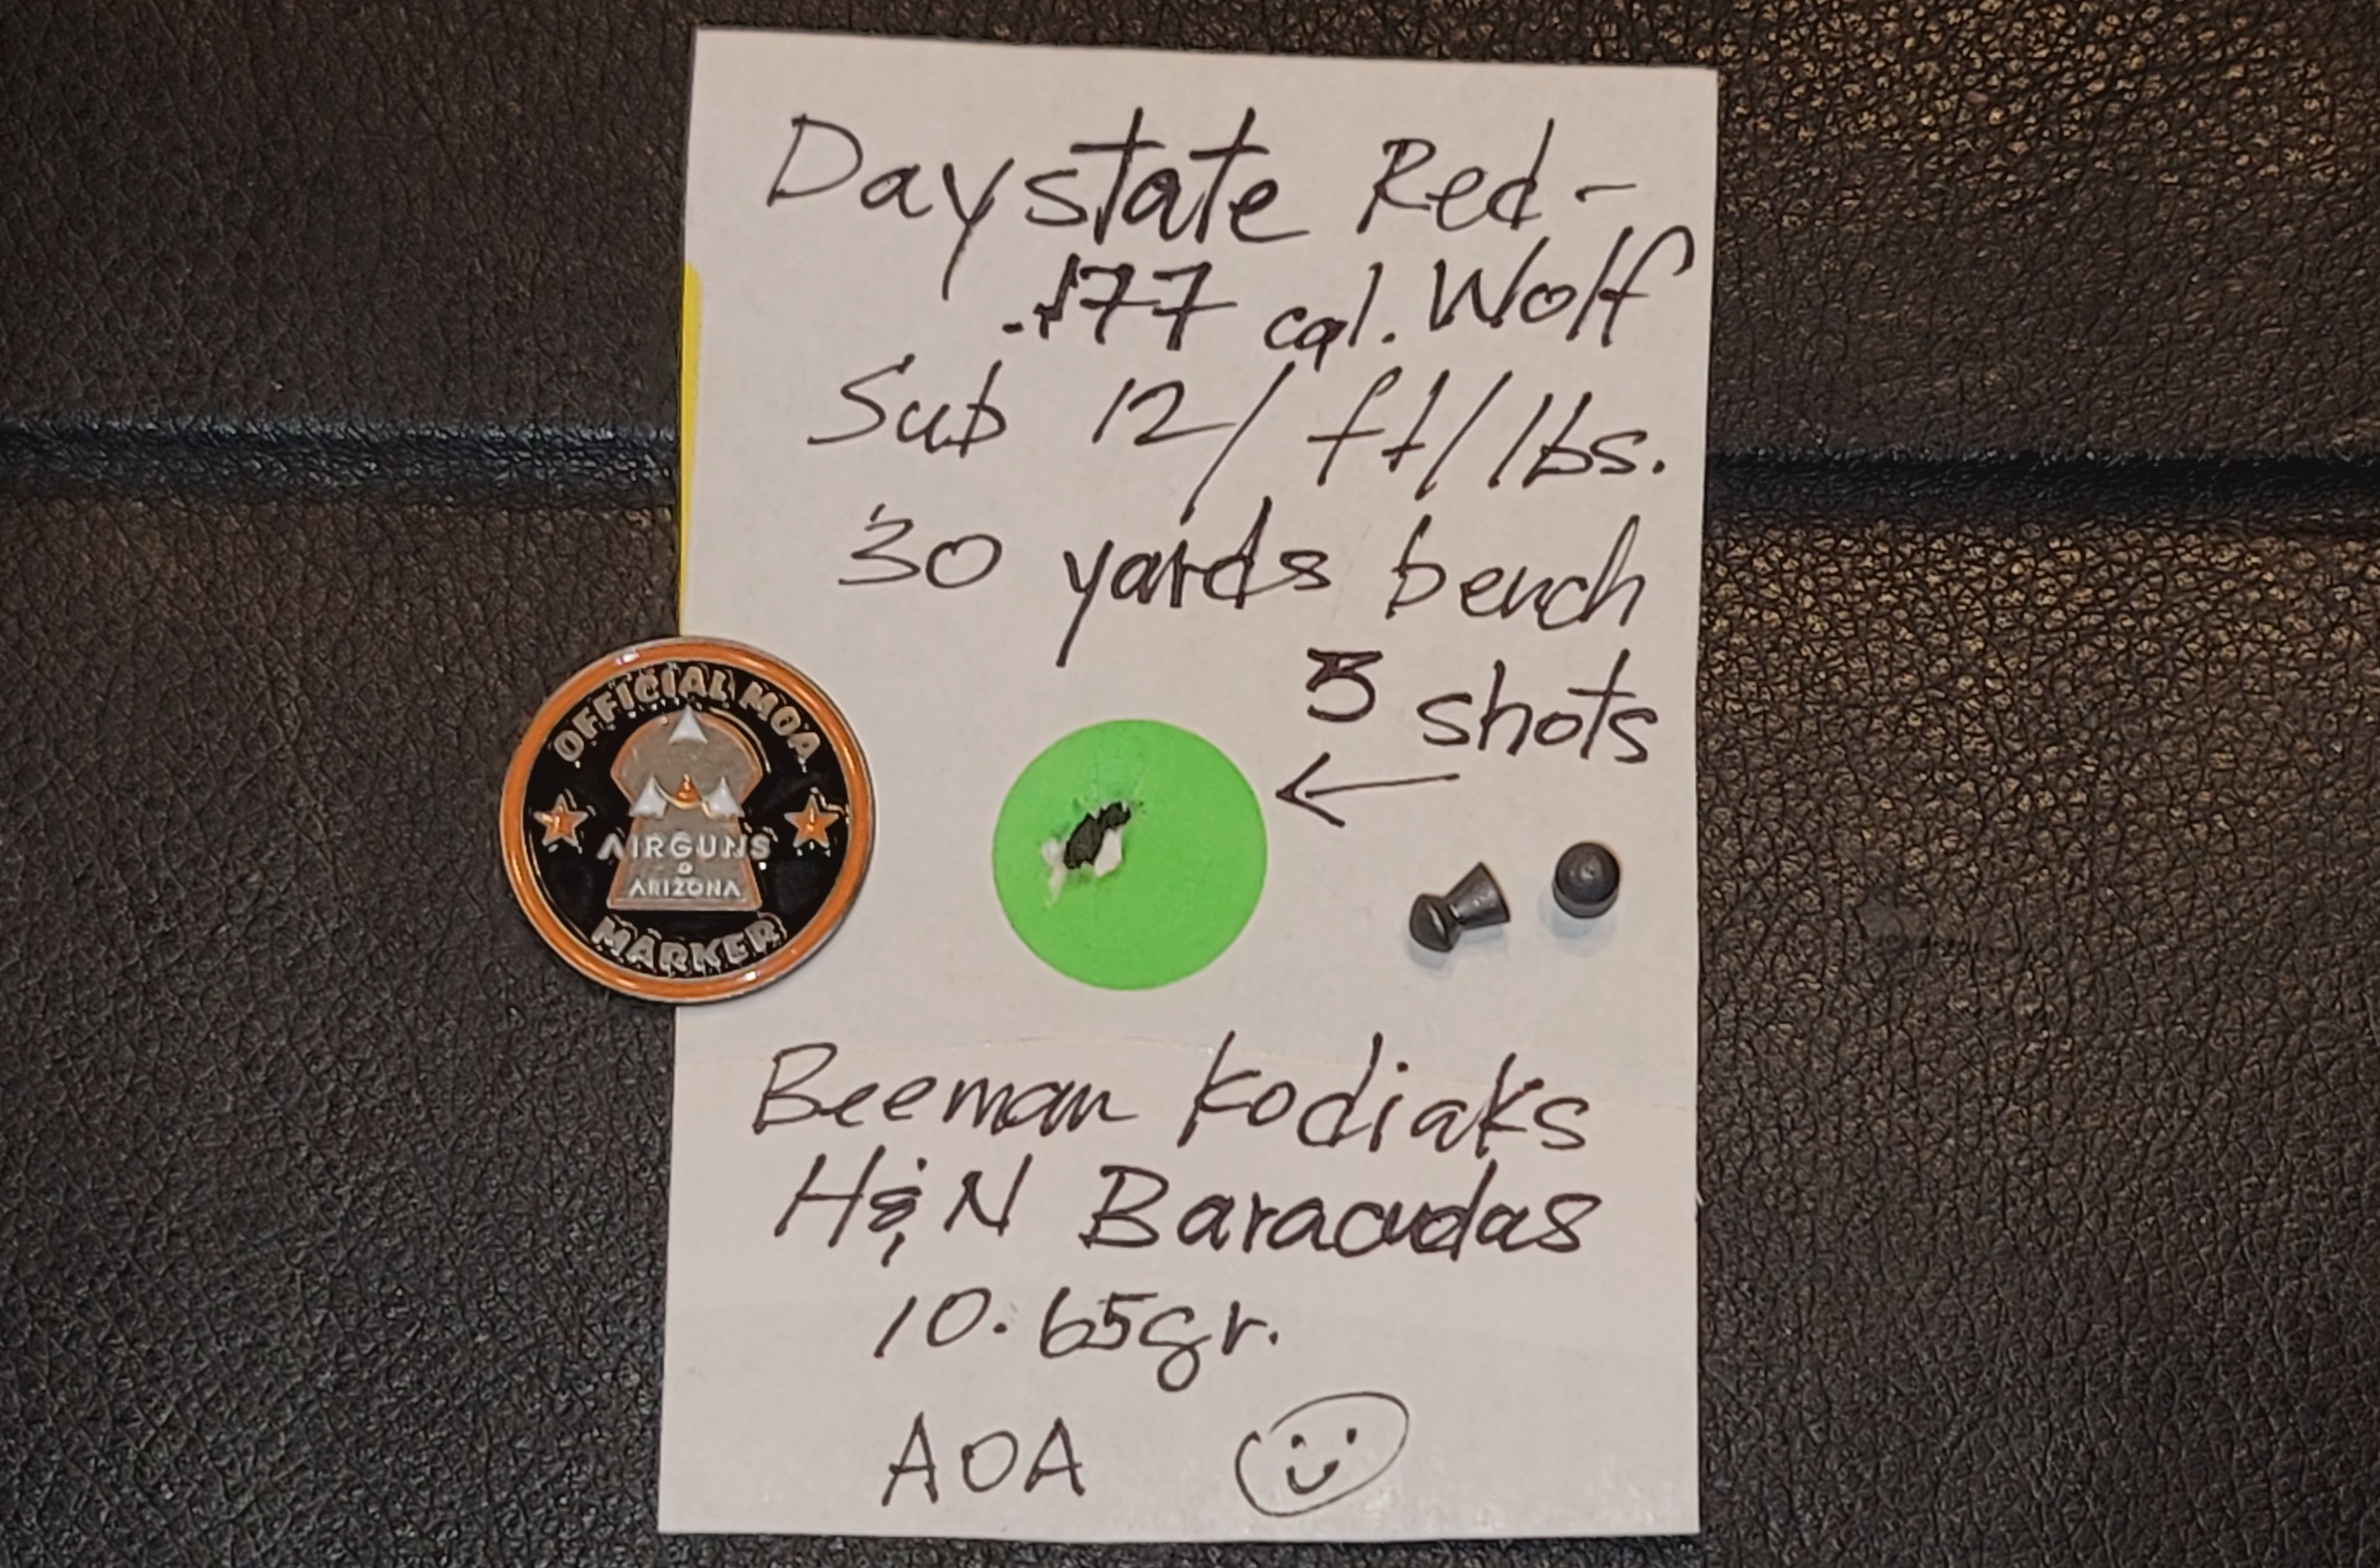 Daystate Red-
.177 cal. Wolf
Sub 12/ft/lbs.
30 yards bench
5 shots
OFFICIAL MOA
AIRGUNS
OF
ARIZONA
MARKER
Beeman Kodiaks
H&N Baracudas
10.65gr.
AOA